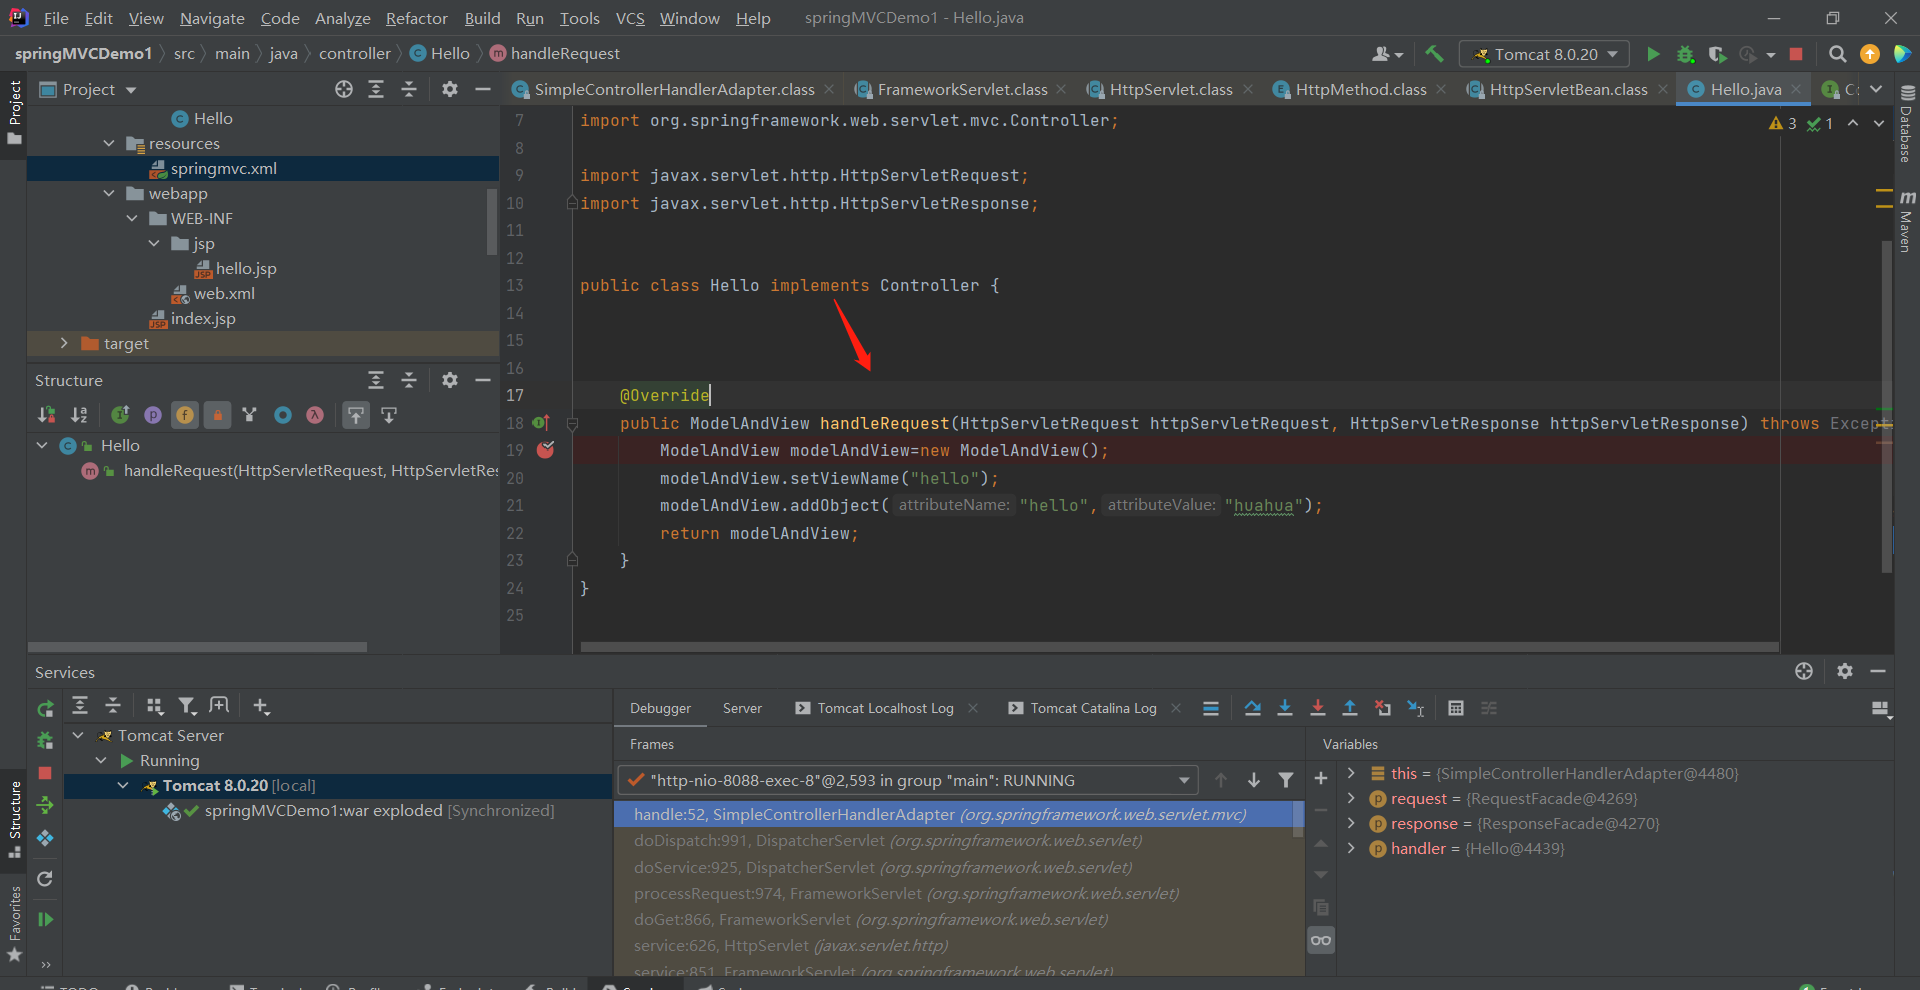 File Edit View Navigate Code Analyze Refactor Build Run Tools VCS Window Help springMVCDemo1 - Hello.java
springMVCDemo1 src main java controller Hello handleRequest
Tomcat 8.0.20
Project
Project
SimpleControllerHandlerAdapter.class FrameworkServlet.class HttpServlet.class HttpMethod.class HttpServletBean.class Hello.java
Hello
resources
springmvc.xml
webapp
WEB-INF
jsp
hello.jsp
web.xml
index.jsp
target
Structure
Hello
handleRequest(HttpServletRequest, HttpServletRes
3 1
7 import org.springframework.web.servlet.mvc.Controller;
8
9 import javax.servlet.http.HttpServletRequest;
10 import javax.servlet.http.HttpServletResponse;
11
12
13 public class Hello implements Controller {
14
15
16
17 @Override
18 public ModelAndView handleRequest(HttpServletRequest httpServletRequest, HttpServletResponse httpServletResponse) throws Except
19 ModelAndView modelAndView=new ModelAndView();
20 modelAndView.setViewName("hello");
21 modelAndView.addObject( attributeName: "hello", attributeValue: "huahua");
22 return modelAndView;
23 }
24 }
25
Database
Maven
Services
Structure
Favorites
Tomcat Server
Running
Tomcat 8.0.20 [local]
springMVCDemo1:war exploded [Synchronized]
Debugger Server Tomcat Localhost Log Tomcat Catalina Log
Frames
"http-nio-8088-exec-8"@2,593 in group "main": RUNNING
handle:52, SimpleControllerHandlerAdapter (org.springframework.web.servlet.mvc)
doDispatch:991, DispatcherServlet (org.springframework.web.servlet)
doService:925, DispatcherServlet (org.springframework.web.servlet)
processRequest:974, FrameworkServlet (org.springframework.web.servlet)
doGet:866, FrameworkServlet (org.springframework.web.servlet)
service:626, HttpServlet (javax.servlet.http)
service:851, FrameworkServlet (org.springframework.web.servlet)
Variables
this = {SimpleControllerHandlerAdapter@4480}
request = {RequestFacade@4269}
response = {ResponseFacade@4270}
handler = {Hello@4439}